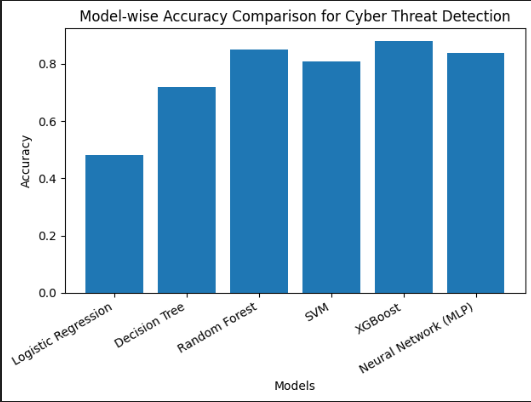 Model-wise Accuracy Comparison for Cyber Threat Detection
Accuracy
0.8
0.6
0.4
0.2
0.0
Logistic Regression
Decision Tree
Random Forest
SVM
XGBoost
Neural Network (MLP)
Models